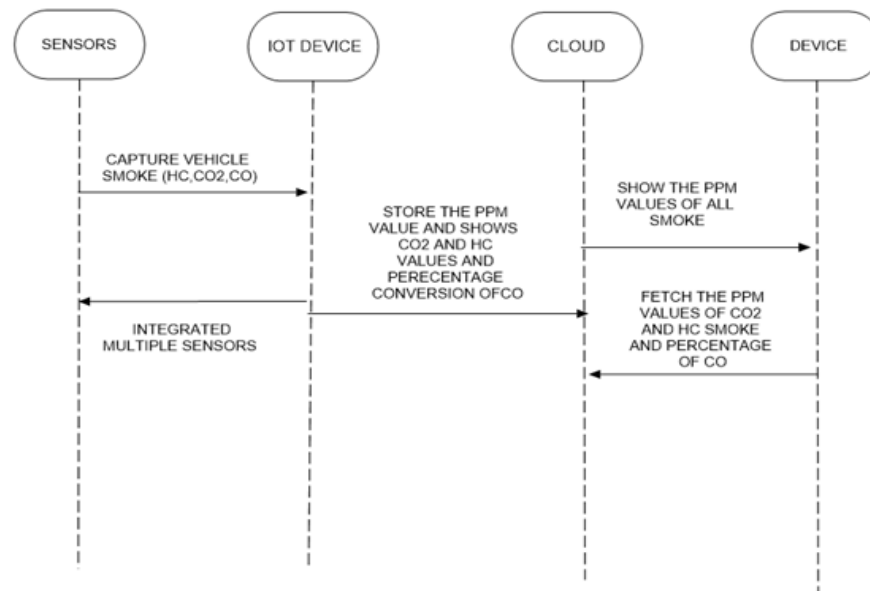 SENSORS
IOT DEVICE
CLOUD
DEVICE
CAPTURE VEHICLE
SMOKE (HC,CO2,CO)
STORE THE PPM
VALUE AND SHOWS
CO2 AND HC
VALUES AND
PERECENTAGE
CONVERSION OFCO
SHOW THE PPM
VALUES OF ALL
SMOKE
INTEGRATED
MULTIPLE SENSORS
FETCH THE PPM
VALUES OF CO2
AND HC SMOKE
AND PERCENTAGE
OF CO